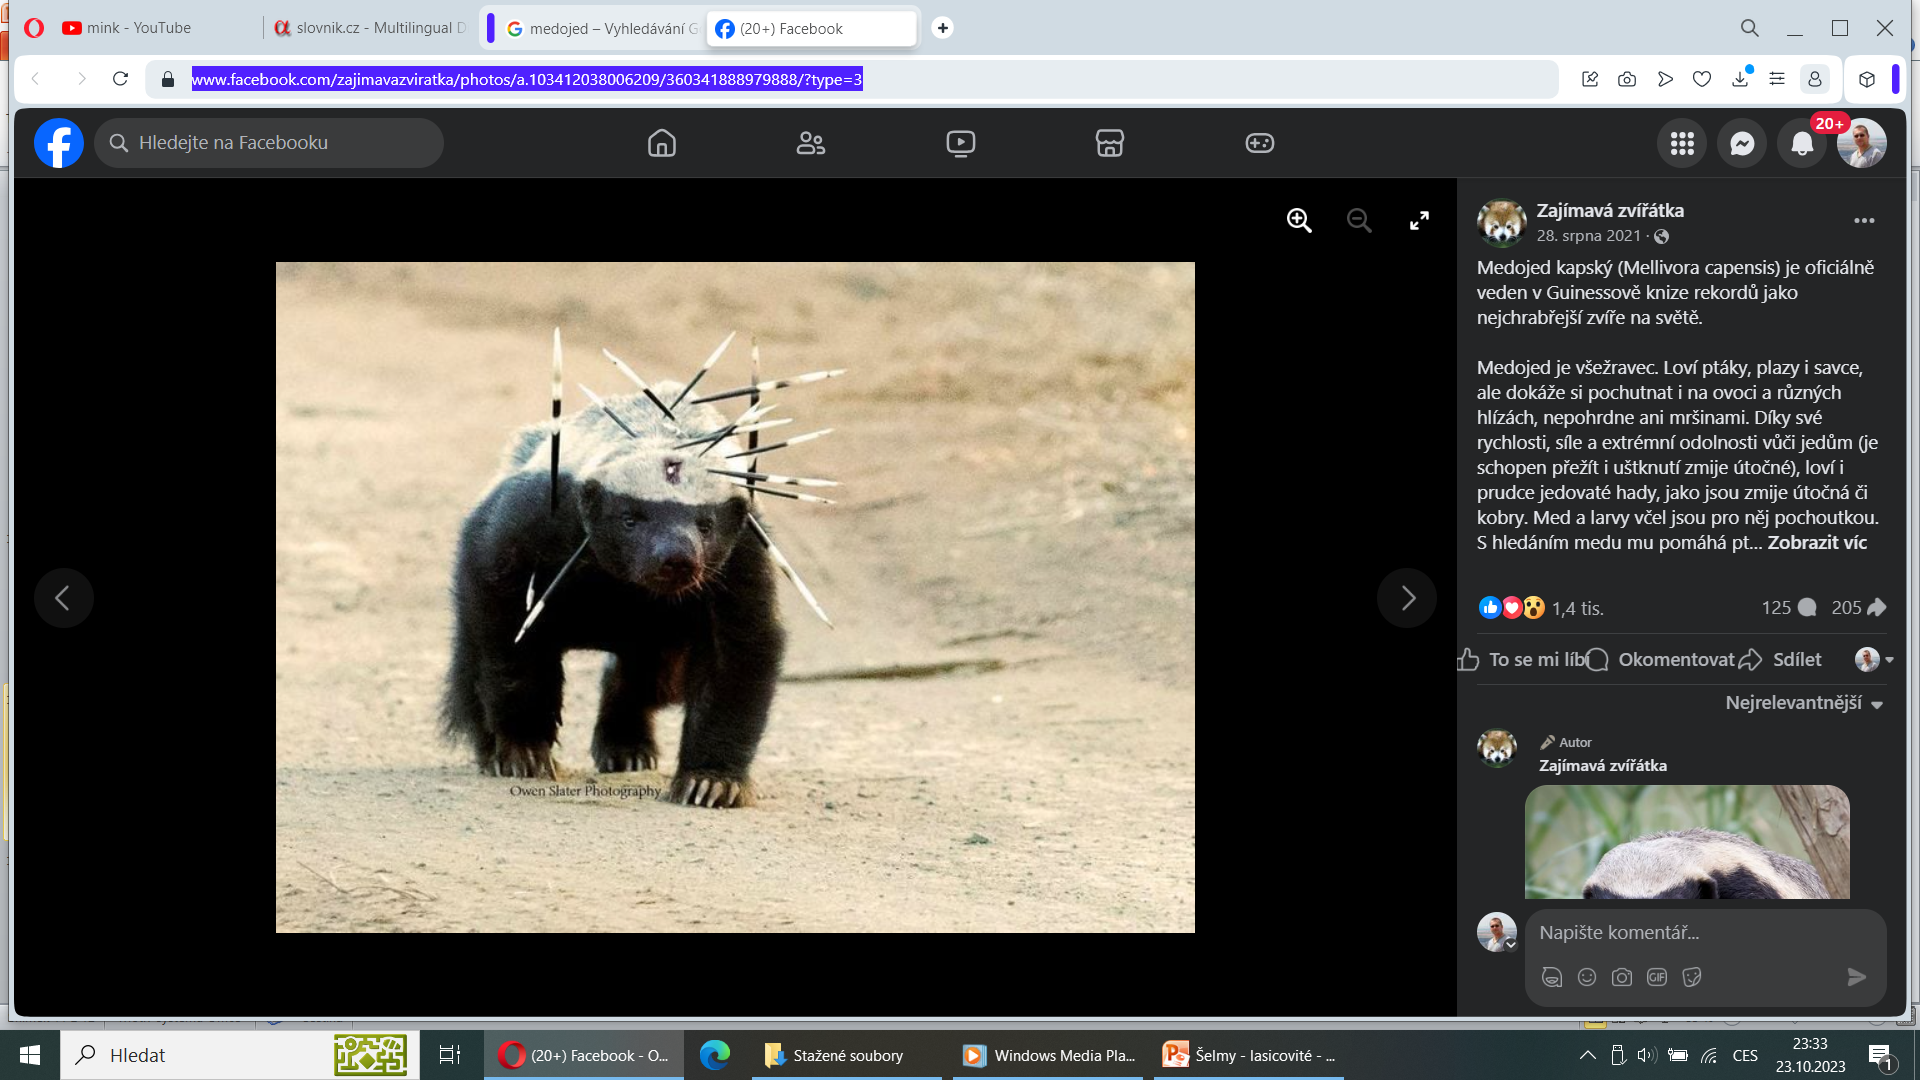 mink - YouTube
slovnik.cz - Multilingual D
medojed – Vyhledávání G
(20+) Facebook
www.facebook.com/zajimavazviratka/photos/a.103412038006209/360341888979888/?type=3
Hledejte na Facebooku
20+
Zajímavá zvířátka
28. srpna 2021 ·
Medojed kapský (Mellivora capensis) je oficiálně
veden v Guinessově knize rekordů jako
nejchrabřejší zvíře na světě.
Medojed je všežravec. Loví ptáky, plazy i savce,
ale dokáže si pochutnat i na ovoci a různých
hlízách, nepohrdne ani mršinami. Díky své
rychlosti, síle a extrémní odolnosti vůči jedům (je
schopen přežít i uštknutí zmije útočné), loví i
prudce jedovaté hady, jako jsou zmije útočná či
kobry. Med a larvy včel jsou pro něj pochoutkou.
S hledáním medu mu pomáhá pt... Zobrazit víc
1,4 tis.
125
205
To se mi líbí
Okomentovat
Sdílet
Nejrelevantnější
Autor
Zajímavá zvířátka
Napište komentář...
GIF
Owen Slater Photography
Hledat
(20+) Facebook - O...
Stažené soubory
Windows Media Pla...
Šelmy - lasicovité - ...
CES
23:33
23.10.2023
1